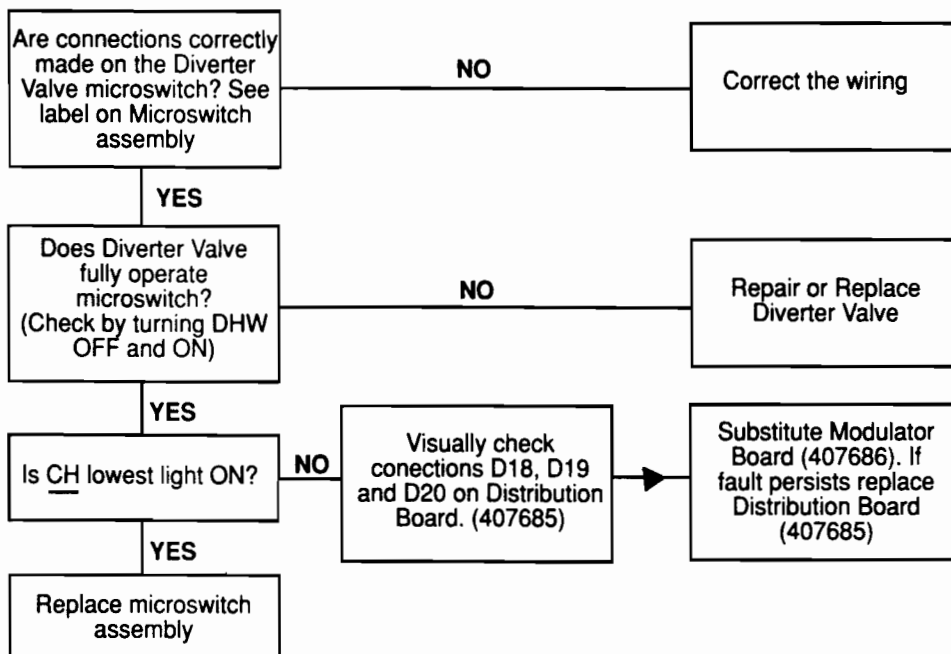 Are connections correctly
made on the Diverter
Valve microswitch? See
label on Microswitch
assembly
NO
Correct the wiring
YES
Does Diverter Valve
fully operate
microswitch?
(Check by turning DHW
OFF and ON)
NO
Repair or Replace
Diverter Valve
YES
Is CH lowest light ON?
NO
Visually check
conections D18, D19
and D20 on Distribution
Board. (407685)
Substitute Modulator
Board (407686). If
fault persists replace
Distribution Board
(407685)
YES
Replace microswitch
assembly